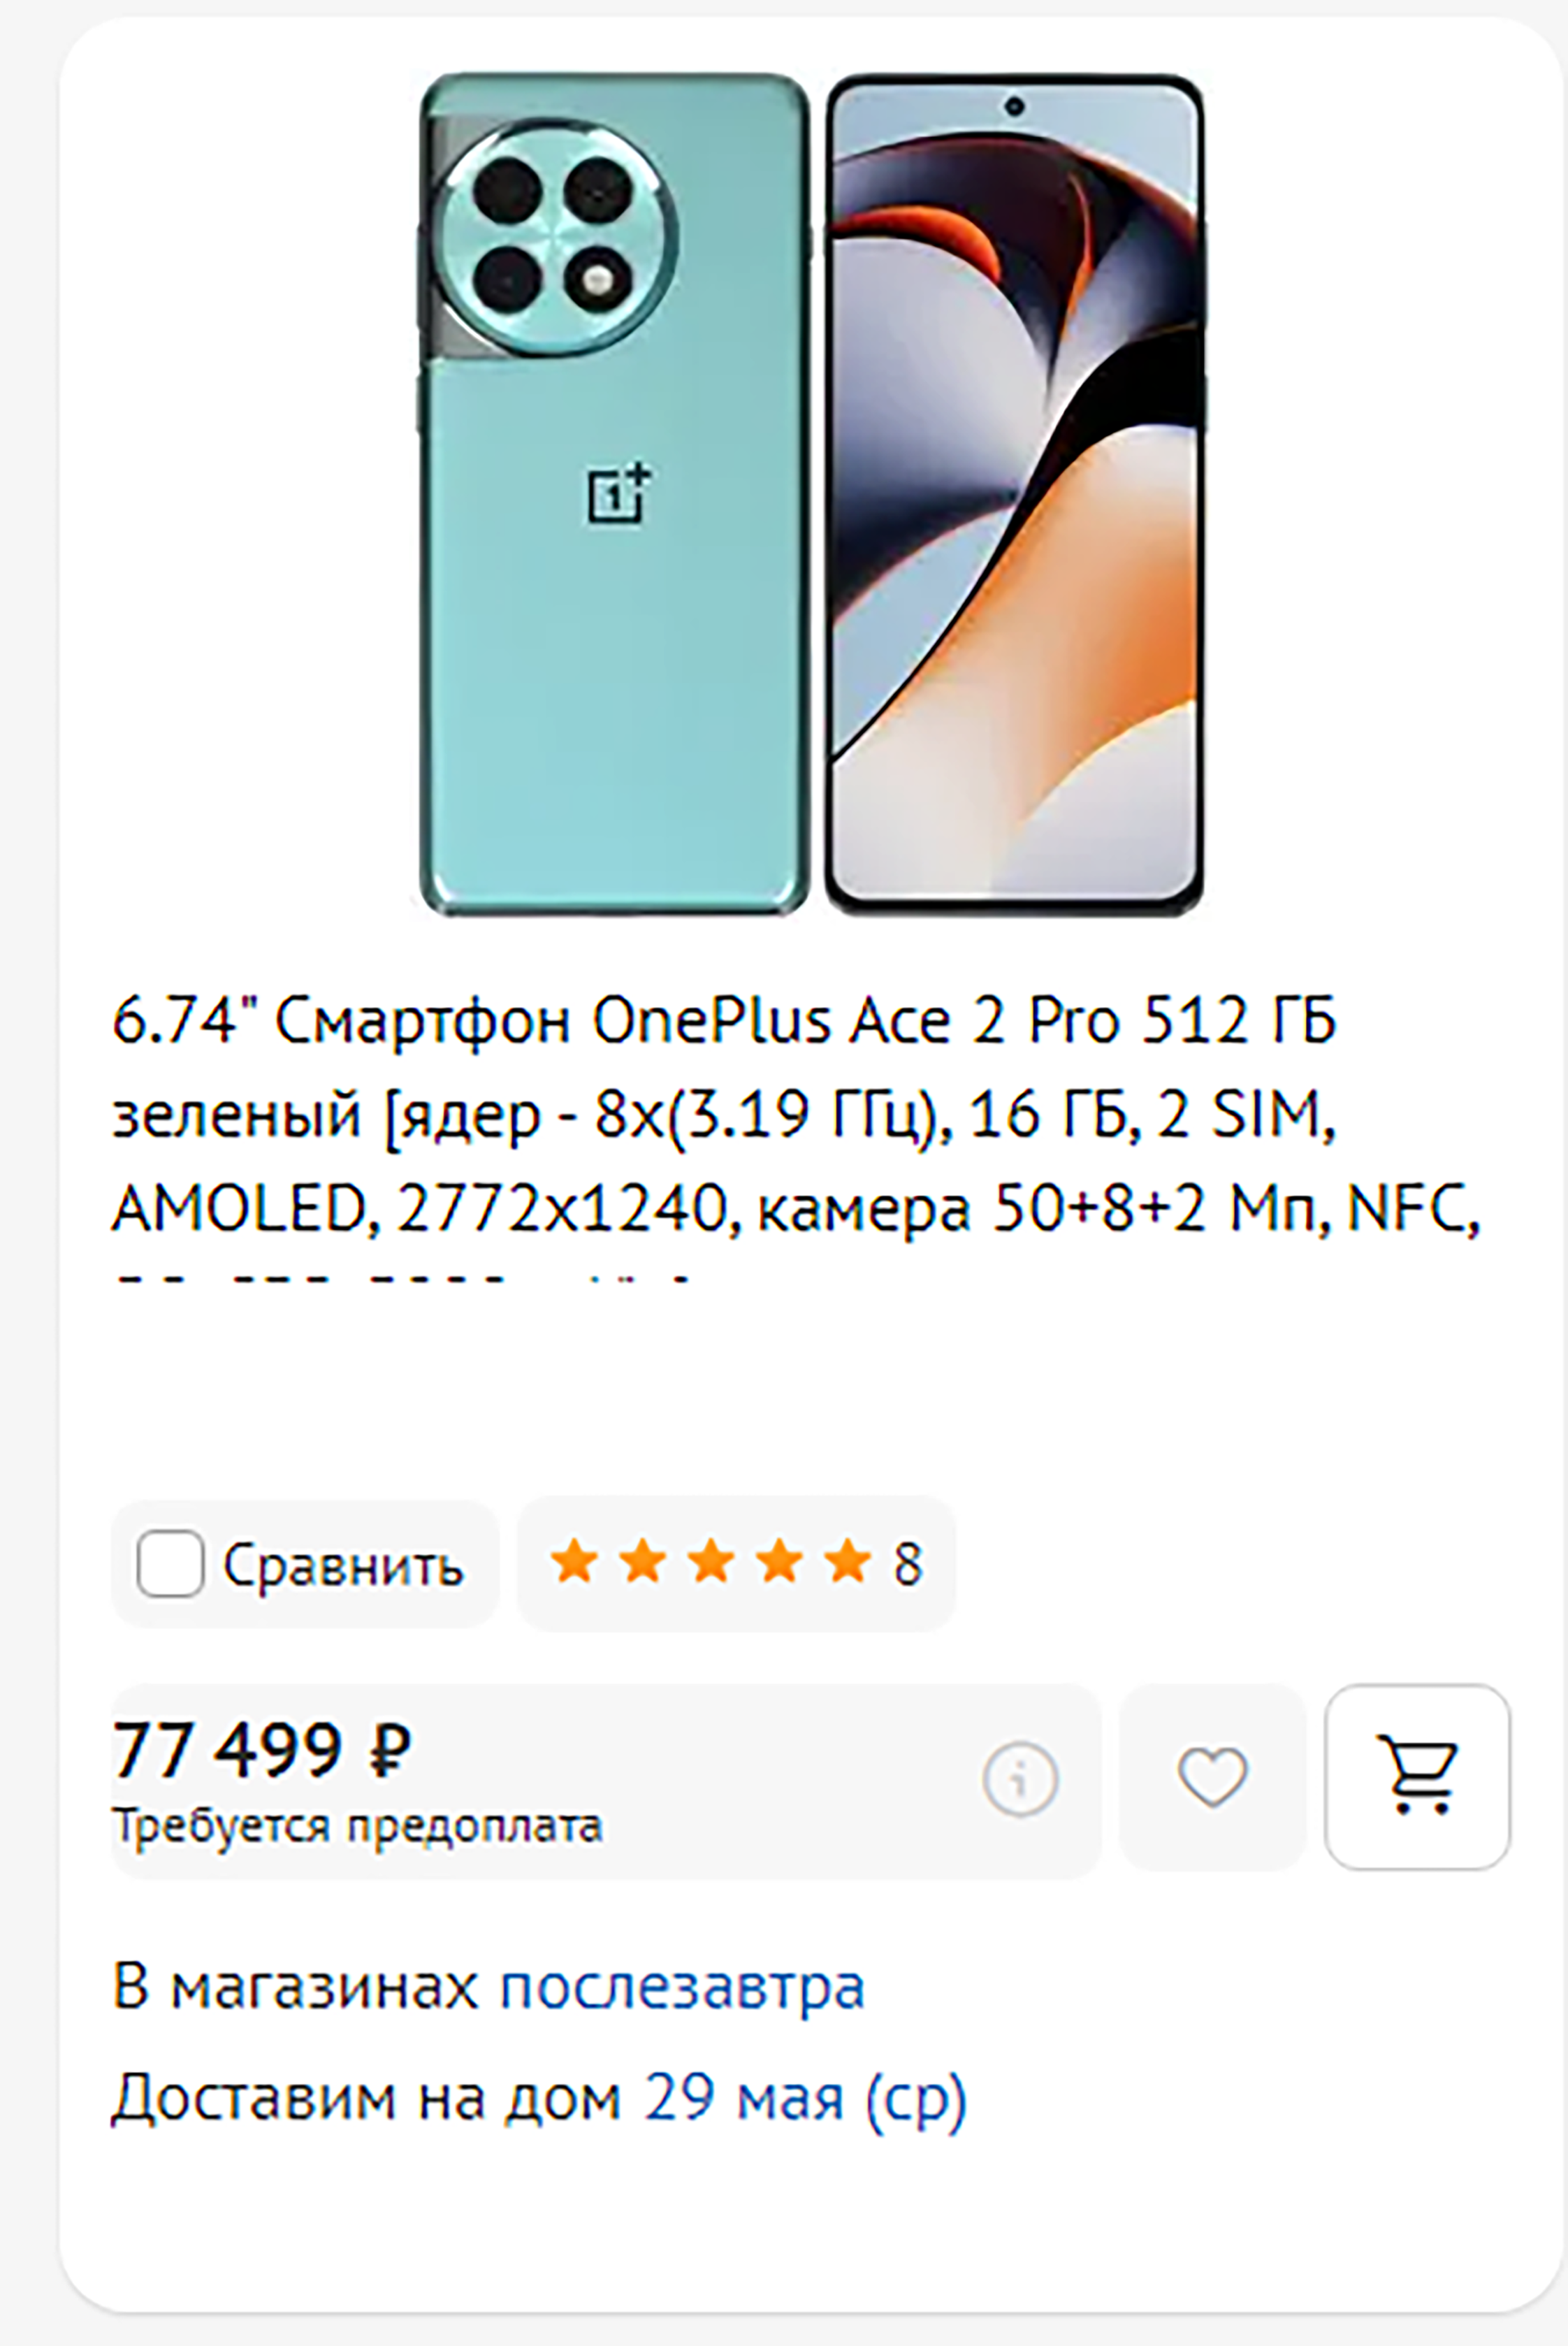 6.74" Смартфон OnePlus Ace 2 Pro 512 ГБ
зеленый [ядер - 8x(3.19 ГГц), 16 ГБ, 2 SIM,
AMOLED, 2772x1240, камера 50+8+2 Мп, NFC,
Сравнить
8
77 499 ₽
Требуется предоплата
В магазинах послезавтра
Доставим на дом 29 мая (ср)